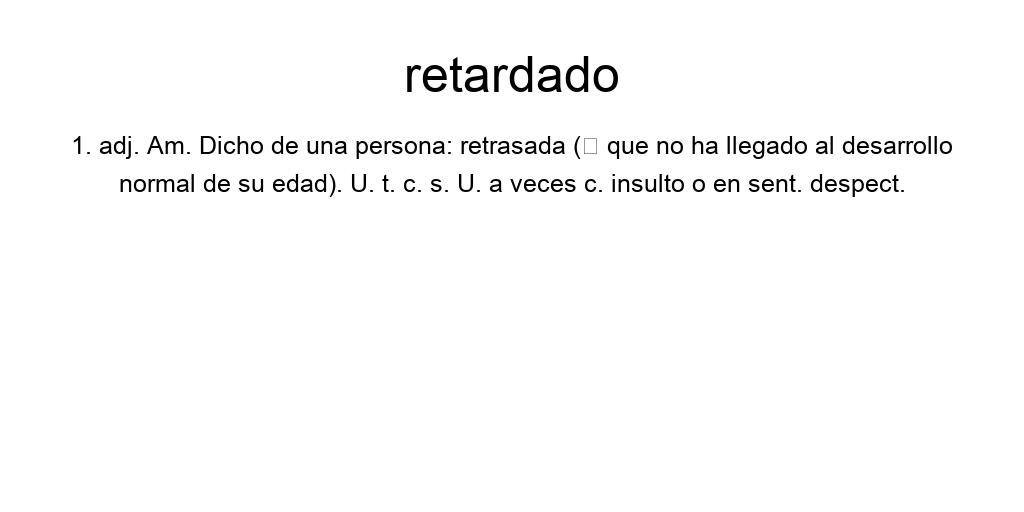 retardado
1. adj. Am. Dicho de una persona: retrasada (□ que no ha llegado al desarrollo
normal de su edad). U. t. c. s. U. a veces c. insulto o en sent. despect.